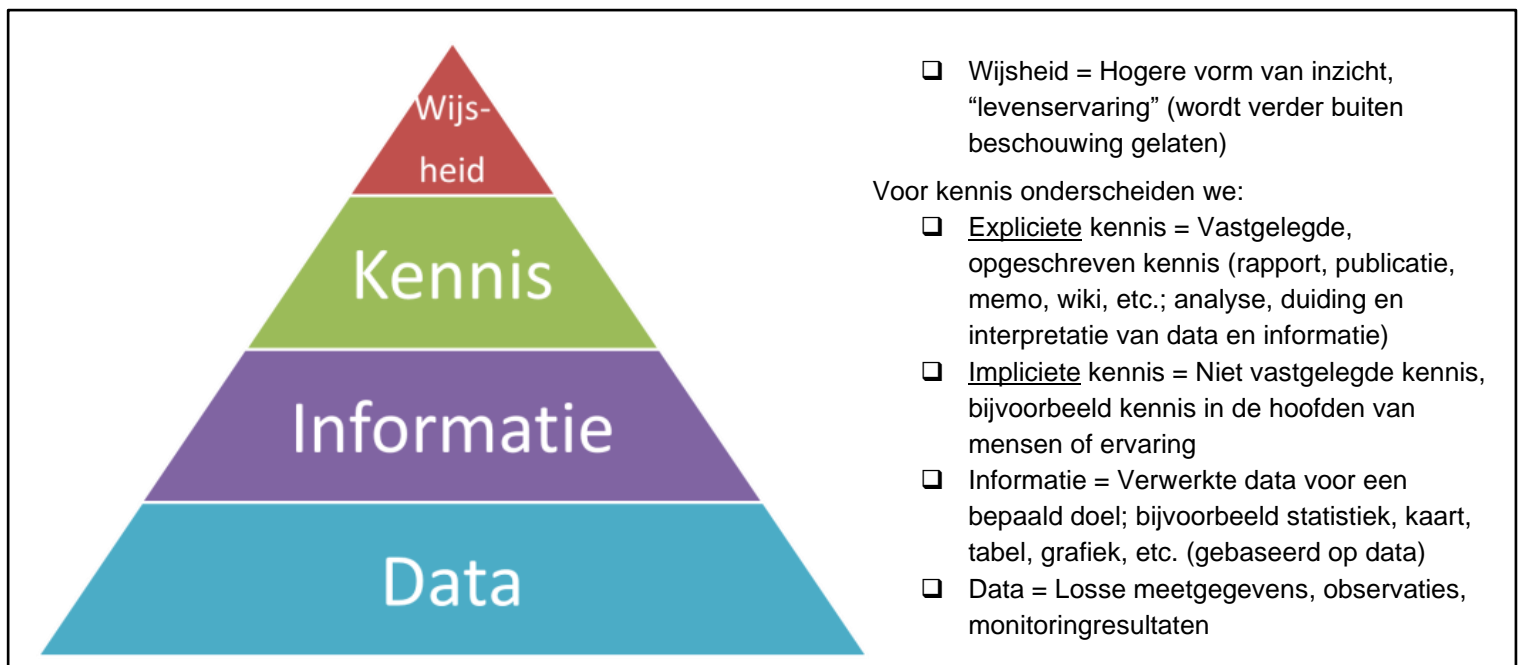 Wijs-
heid
Kennis
Informatie
Data
❑ Wijsheid = Hogere vorm van inzicht,
“levenservaring” (wordt verder buiten
beschouwing gelaten)
Voor kennis onderscheiden we:
❑ Expliciete kennis = Vastgelegde,
opgeschreven kennis (rapport, publicatie,
memo, wiki, etc.; analyse, duiding en
interpretatie van data en informatie)
❑ Impliciete kennis = Niet vastgelegde kennis,
bijvoorbeeld kennis in de hoofden van
mensen of ervaring
❑ Informatie = Verwerkte data voor een
bepaald doel; bijvoorbeeld statistiek, kaart,
tabel, grafiek, etc. (gebaseerd op data)
❑ Data = Losse meetgegevens, observaties,
monitoringresultaten